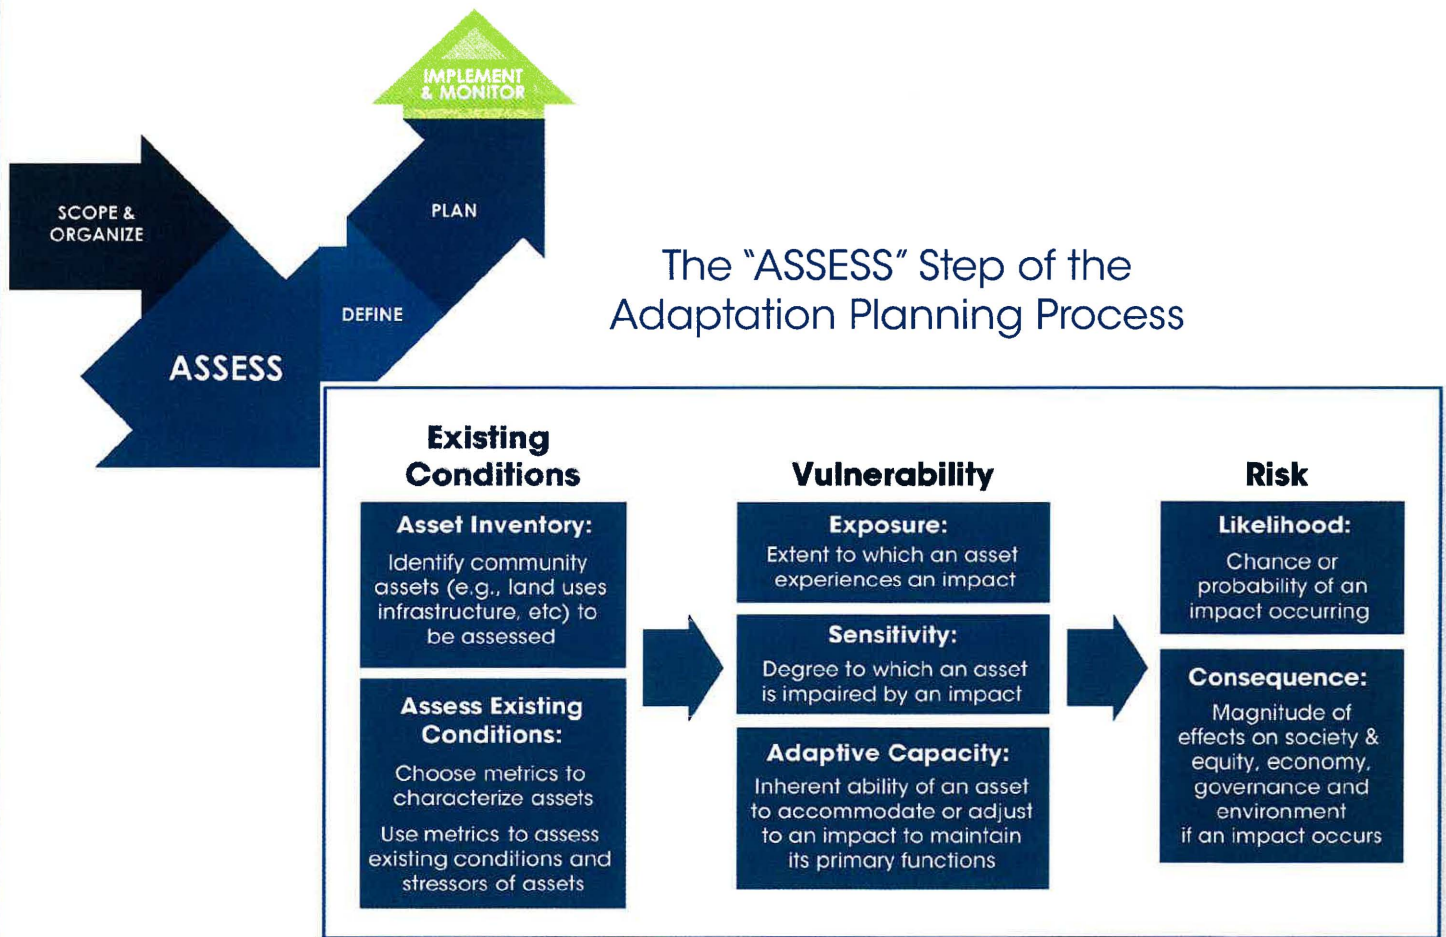 IMPLEMENT
& MONITOR
SCOPE &
ORGANIZE
PLAN
DEFINE
ASSESS
The "ASSESS" Step of the
Adaptation Planning Process
Existing
Conditions
Asset Inventory:
Identify community
assets (e.g., land uses
infrastructure, etc) to
be assessed
Assess Existing
Conditions:
Choose metrics to
characterize assets
Use metrics to assess
existing conditions and
stressors of assets
Vulnerability
Exposure:
Extent to which an asset
experiences an impact
Sensitivity:
Degree to which an asset
is impaired by an impact
Adaptive Capacity:
Inherent ability of an asset
to accommodate or adjust
to an impact to maintain
its primary functions
Risk
Likelihood:
Chance or
probability of an
impact occurring
Consequence:
Magnitude of
effects on society &
equity, economy,
governance and
environment
if an impact occurs